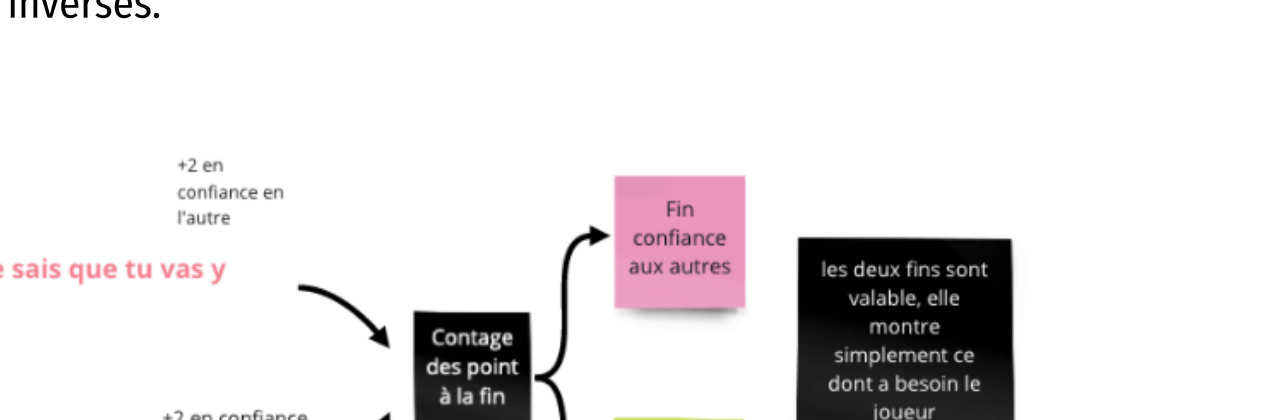 inverses.
+2 en
confiance en
l'autre
sais que tu vas y
Contage
des point
à la fin
+2 en confiance
Fin
confiance
aux autres
les deux fins sont
valable, elle
montre
simplement ce
dont a besoin le
joueur